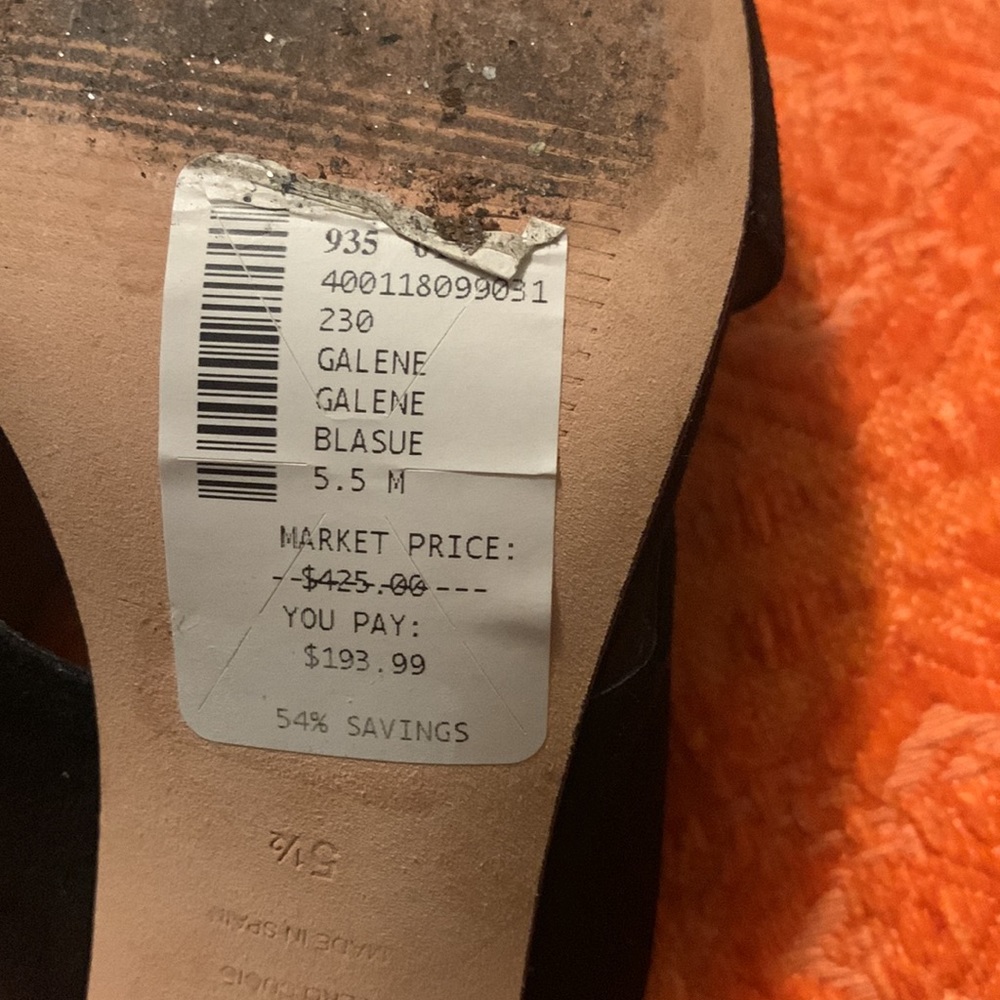 935
400118099031
230
GALENE
GALENE
BLASUE
5.5 M
MARKET PRICE:
--$425.00---
YOU PAY:
$193.99
54% SAVINGS
5½
MADE IN SPAIN